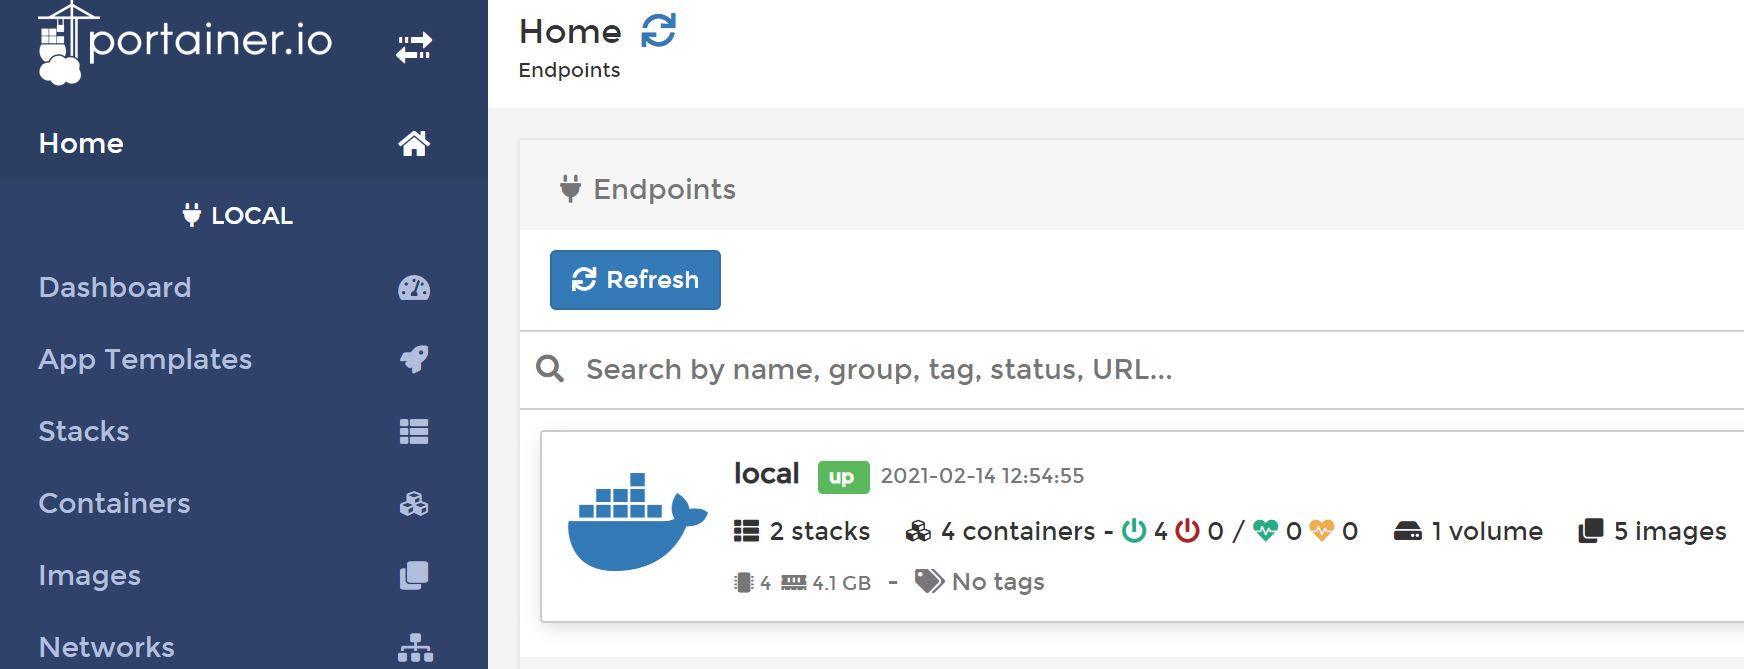 portainer.io
Home
LOCAL
Dashboard
App Templates
Stacks
Containers
Images
Networks
Home
Endpoints
Endpoints
Refresh
Search by name, group, tag, status, URL...
local up 2021-02-14 12:54:55
2 stacks 4 containers - 4 0 / 0 0 1 volume 5 images
4 4.1 GB - No tags